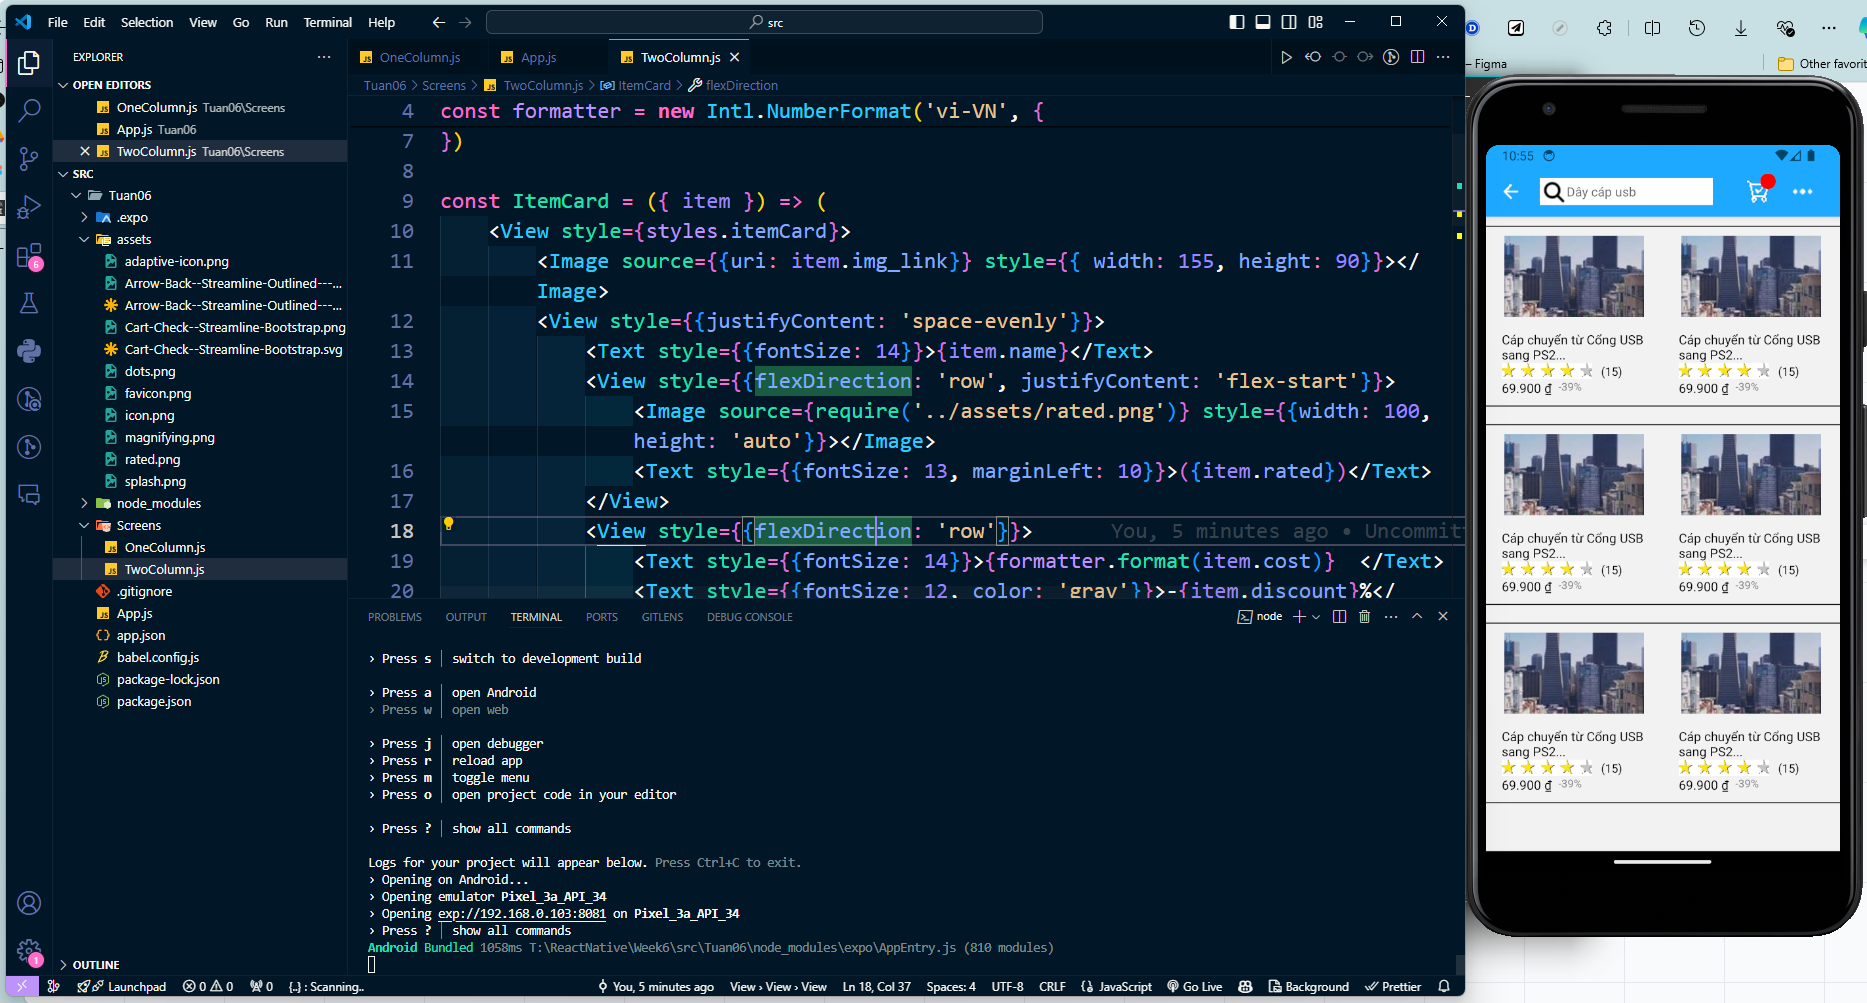 File Edit Selection View Go Run Terminal Help
src
EXPLORER
OPEN EDITORS
OneColumn.js Tuan06\Screens
App.js Tuan06
TwoColumn.js Tuan06\Screens
SRC
Tuan06
.expo
assets
adaptive-icon.png
Arrow-Back--Streamline-Outlined---...
Arrow-Back--Streamline-Outlined---...
Cart-Check--Streamline-Bootstrap.png
Cart-Check--Streamline-Bootstrap.svg
dots.png
favicon.png
icon.png
magnifying.png
rated.png
splash.png
node_modules
Screens
OneColumn.js
TwoColumn.js
.gitignore
App.js
app.json
babel.config.js
package-lock.json
package.json
OUTLINE
6
1
OneColumn.js App.js TwoColumn.js
Tuan06 > Screens > TwoColumn.js > ItemCard > flexDirection
4 const formatter = new Intl.NumberFormat('vi-VN', {
7 })
8
9 const ItemCard = ({ item }) => (
10 <View style={styles.itemCard}>
11 <Image source={{uri: item.img_link}} style={{ width: 155, height: 90}}></
Image>
12 <View style={{justifyContent: 'space-evenly'}}>
13 <Text style={{fontSize: 14}}>{item.name}</Text>
14 <View style={{flexDirection: 'row', justifyContent: 'flex-start'}}>
15 <Image source={require('../assets/rated.png')} style={{width: 100,
height: 'auto'}}></Image>
16 <Text style={{fontSize: 13, marginLeft: 10}}>({item.rated})</Text>
17 </View>
18 <View style={{flexDirection: 'row'}}> You, 5 minutes ago • Uncommitt
19 <Text style={{fontSize: 14}}>{formatter.format(item.cost)} </Text>
20 <Text style={{fontSize: 12, color: 'gray'}}>-{item.discount}%</
PROBLEMS OUTPUT TERMINAL PORTS GITLENS DEBUG CONSOLE
node
› Press s │ switch to development build
› Press a │ open Android
› Press w │ open web
› Press j │ open debugger
› Press r │ reload app
› Press m │ toggle menu
› Press o │ open project code in your editor
› Press ? │ show all commands
Logs for your project will appear below. Press Ctrl+C to exit.
› Opening on Android...
› Opening emulator Pixel_3a_API_34
› Opening exp://192.168.0.103:8081 on Pixel_3a_API_34
› Press ? │ show all commands
Android Bundled 1058ms T:\ReactNative\Week6\src\Tuan06\node_modules\expo\AppEntry.js (810 modules)
Launchpad 0 0 0 {..} : Scanning.. You, 5 minutes ago View › View › View Ln 18, Col 37 Spaces: 4 UTF-8 CRLF JavaScript Go Live Background Prettier
– Figma
Other favorit
10:55
Dây cáp usb
Cáp chuyển từ Cổng USB
sang PS2...
(15)
69.900 ₫ -39%
Cáp chuyển từ Cổng USB
sang PS2...
(15)
69.900 ₫ -39%
Cáp chuyển từ Cổng USB
sang PS2...
(15)
69.900 ₫ -39%
Cáp chuyển từ Cổng USB
sang PS2...
(15)
69.900 ₫ -39%
Cáp chuyển từ Cổng USB
sang PS2...
(15)
69.900 ₫ -39%
Cáp chuyển từ Cổng USB
sang PS2...
(15)
69.900 ₫ -39%